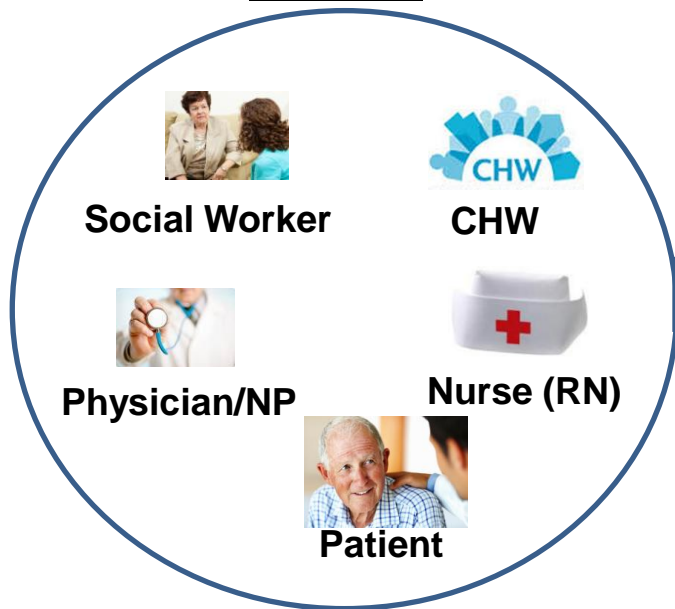 CHW
Social Worker
CHW
Physician/NP
Nurse (RN)
Patient